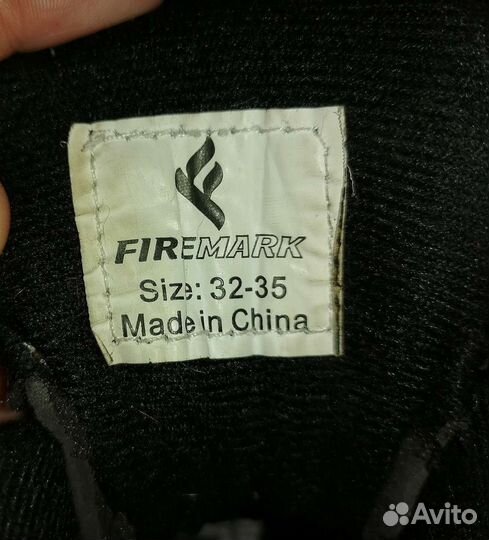 FIREMARK
Size: 32-35
Made in China
Avito